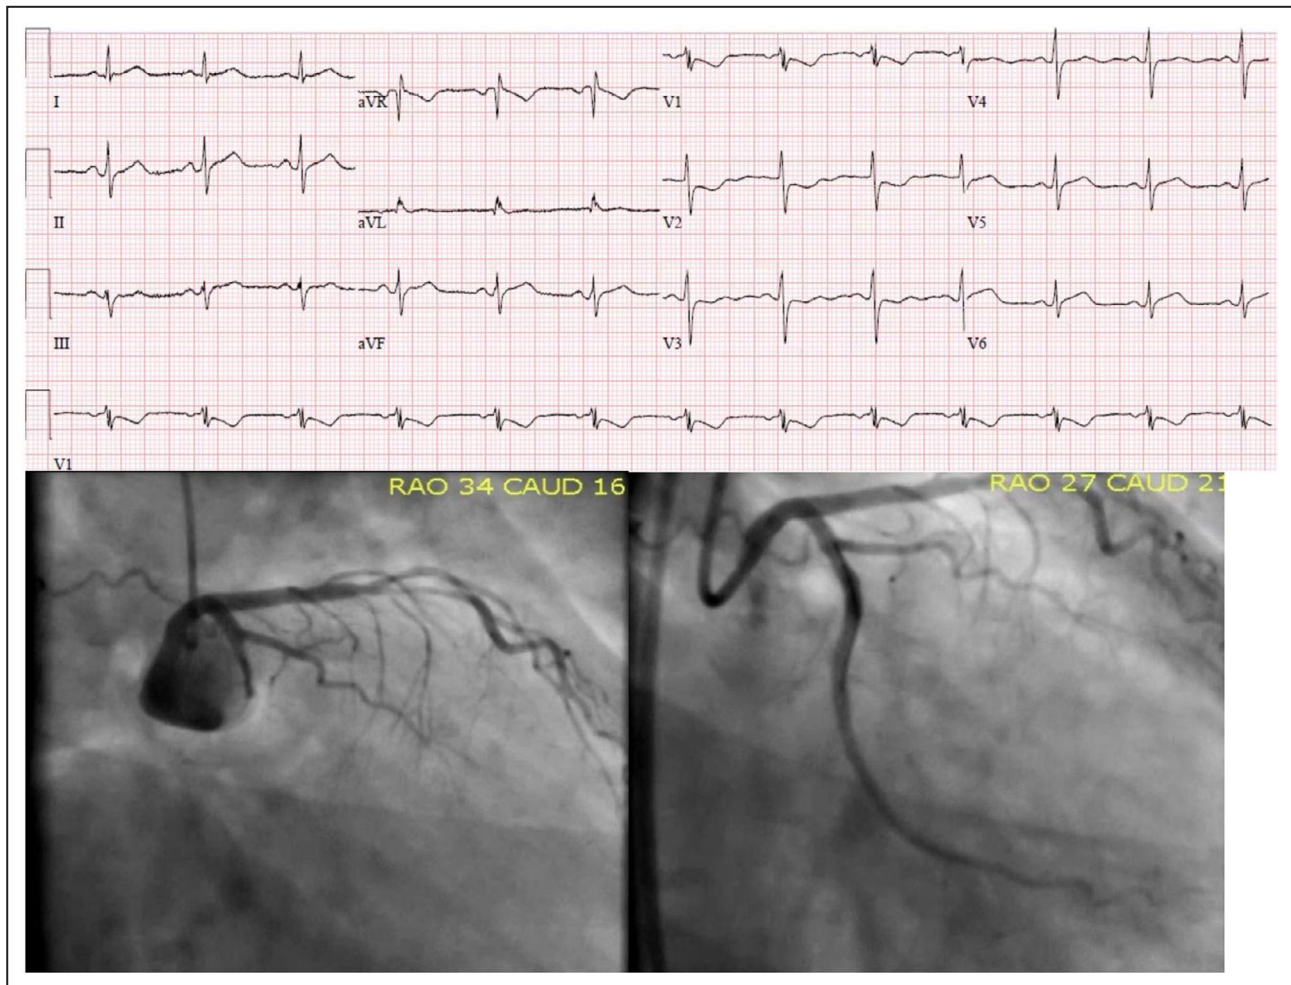 I
aVR
V1
V4
II
aVL
V2
V5
III
aVF
V3
V6
V1
RAO 34 CAUD 16
RAO 27 CAUD 21